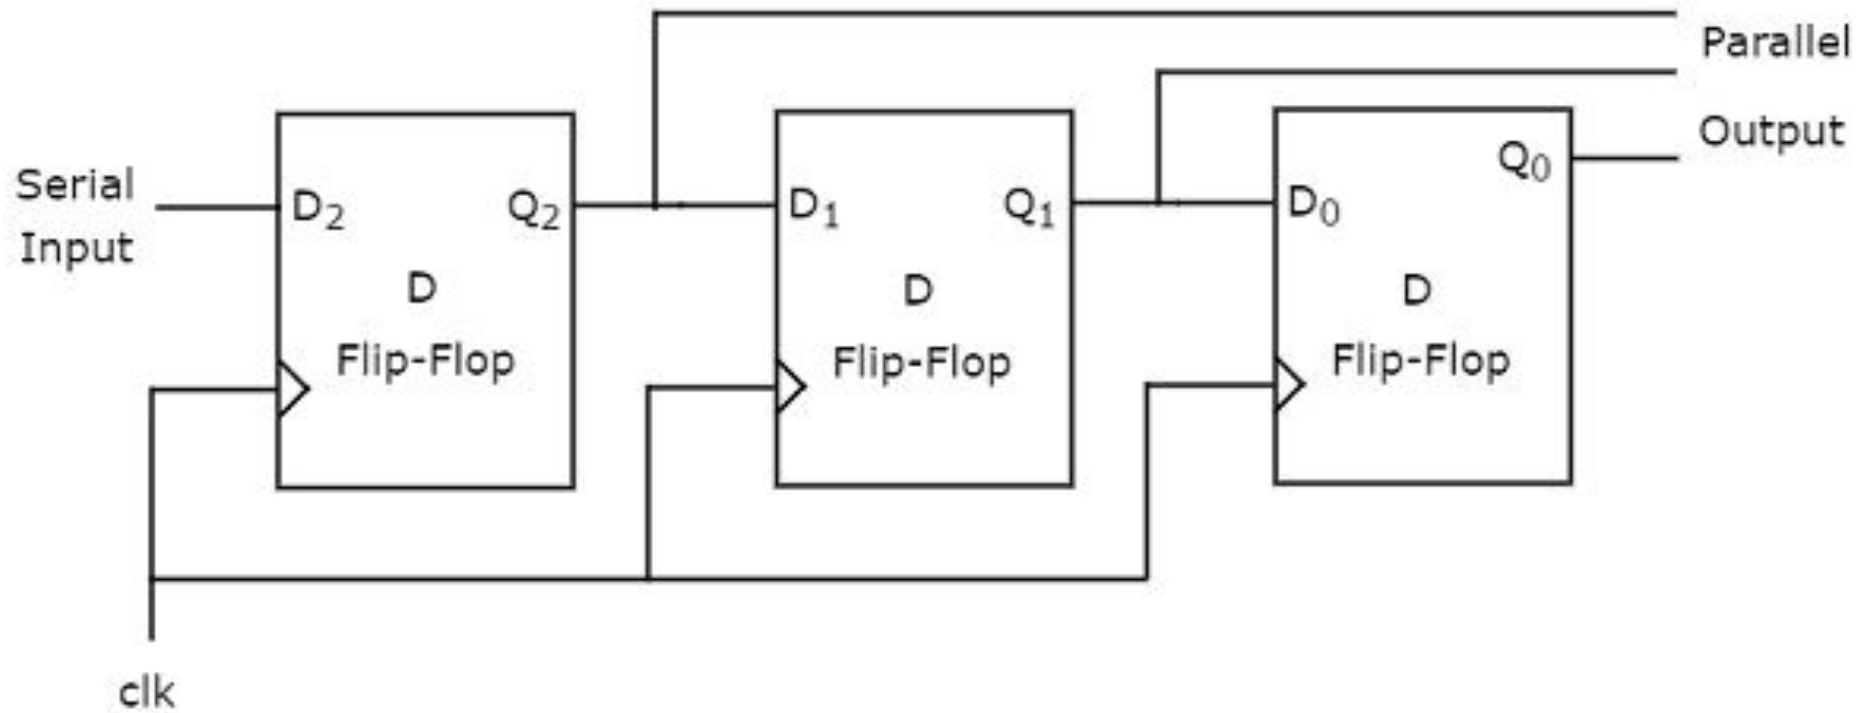 Parallel
Output
Serial
Input
D₂
Q₂
D
Flip-Flop
D₁
Q₁
D
Flip-Flop
D₀
Q₀
D
Flip-Flop
clk